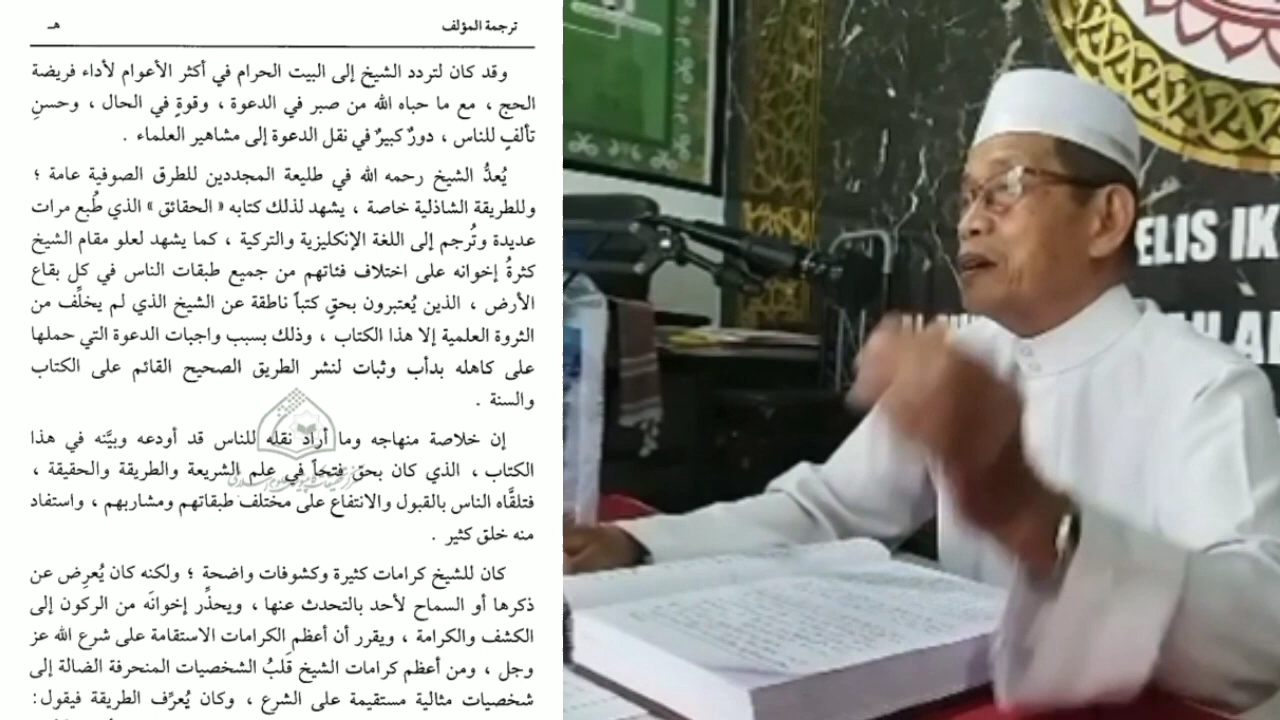 ترجمة المؤلف
هـ
وقد كان لتردد الشيخ إلى البيت الحرام في أكثر الأعوام لأداء فريضة
الحج ، مع ما حباه الله من صبر في الدعوة ، وقوةٍ في الحال ، وحسنِ
تألفٍ للناس ، دورٌ كبيرٌ في نقل الدعوة إلى مشاهير العلماء .
يُعدُّ الشيخ رحمه الله في طليعة المجددين للطرق الصوفية عامة ؛
وللطريقة الشاذلية خاصة ، يشهد لذلك كتابه « الحقائق » الذي طُبع مرات
عديدة وتُرجم إلى اللغة الإنكليزية والتركية ، كما يشهد لعلو مقام الشيخ
كثرةُ إخوانه على اختلاف فئاتهم من جميع طبقات الناس في كل بقاع
الأرض ، الذين يُعتبرون بحقٍ كتباً ناطقة عن الشيخ الذي لم يخلِّف من
الثروة العلمية إلا هذا الكتاب ، وذلك بسبب واجبات الدعوة التي حملها
على كاهله بدأب وثبات لنشر الطريق الصحيح القائم على الكتاب
والسنة .
إن خلاصة منهاجه وما أراد نقله للناس قد أودعه وبيَّنه في هذا
الكتاب ، الذي كان بحقٍ فتحاً في علم الشريعة والطريقة والحقيقة ،
فتلقَّاه الناس بالقبول والانتفاع على مختلف طبقاتهم ومشاربهم ، واستفاد
منه خلق كثير .
كان للشيخ كرامات كثيرة وكشوفات واضحة ؛ ولكنه كان يُعرِض عن
ذكرها أو السماح لأحد بالتحدث عنها ، ويحذِّر إخوانَه من الركون إلى
الكشف والكرامة ، ويقرر أن أعظم الكرامات الاستقامة على شرع الله عز
وجل ، ومن أعظم كرامات الشيخ قَلبُ الشخصيات المنحرفة الضالة إلى
شخصيات مثالية مستقيمة على الشرع ، وكان يُعرِّف الطريقة فيقول :
ELIS IK